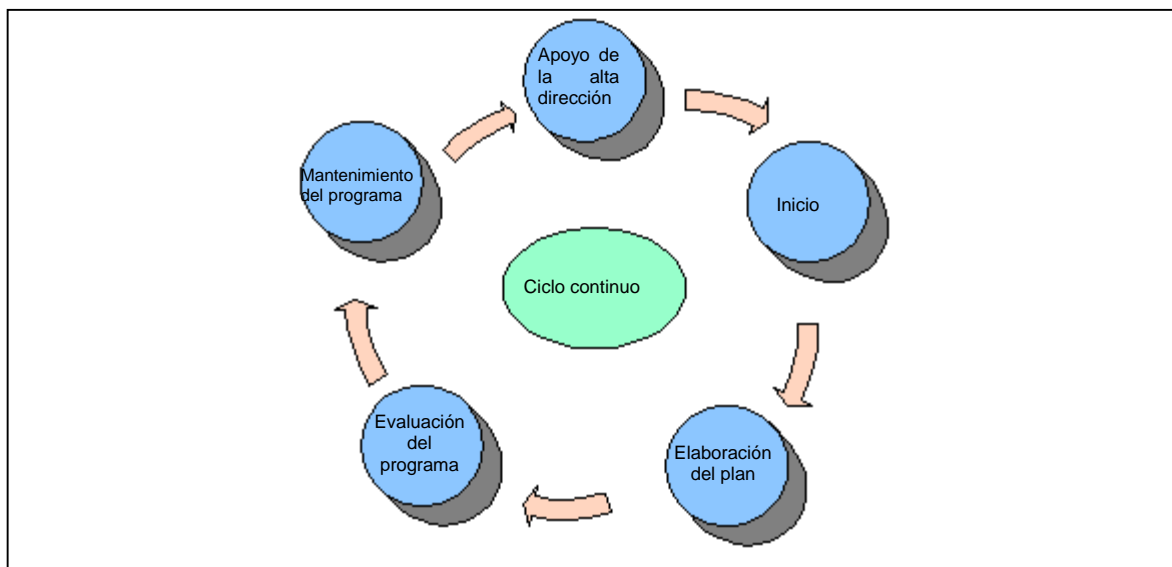 Apoyo de
la alta
dirección
Inicio
Elaboración
del plan
Evaluación
del
programa
Mantenimiento
del programa
Ciclo continuo